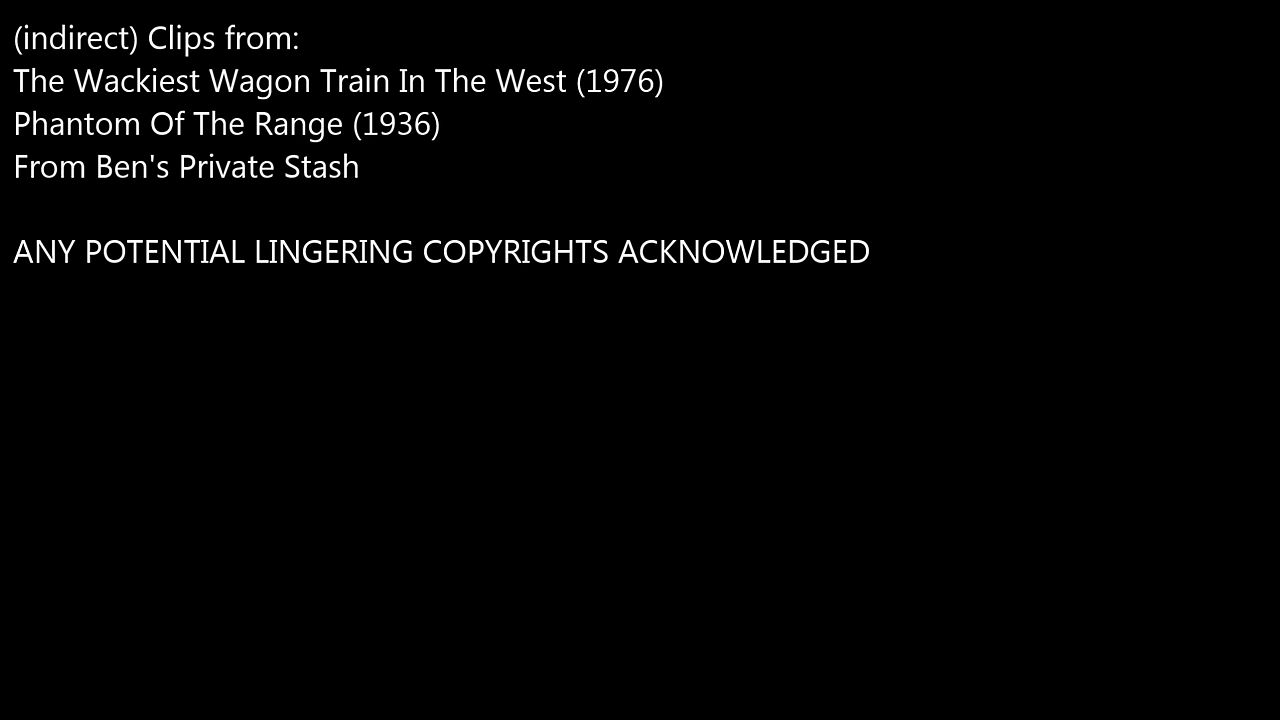 (indirect) Clips from:
The Wackiest Wagon Train In The West (1976)
Phantom Of The Range (1936)
From Ben's Private Stash
ANY POTENTIAL LINGERING COPYRIGHTS ACKNOWLEDGED